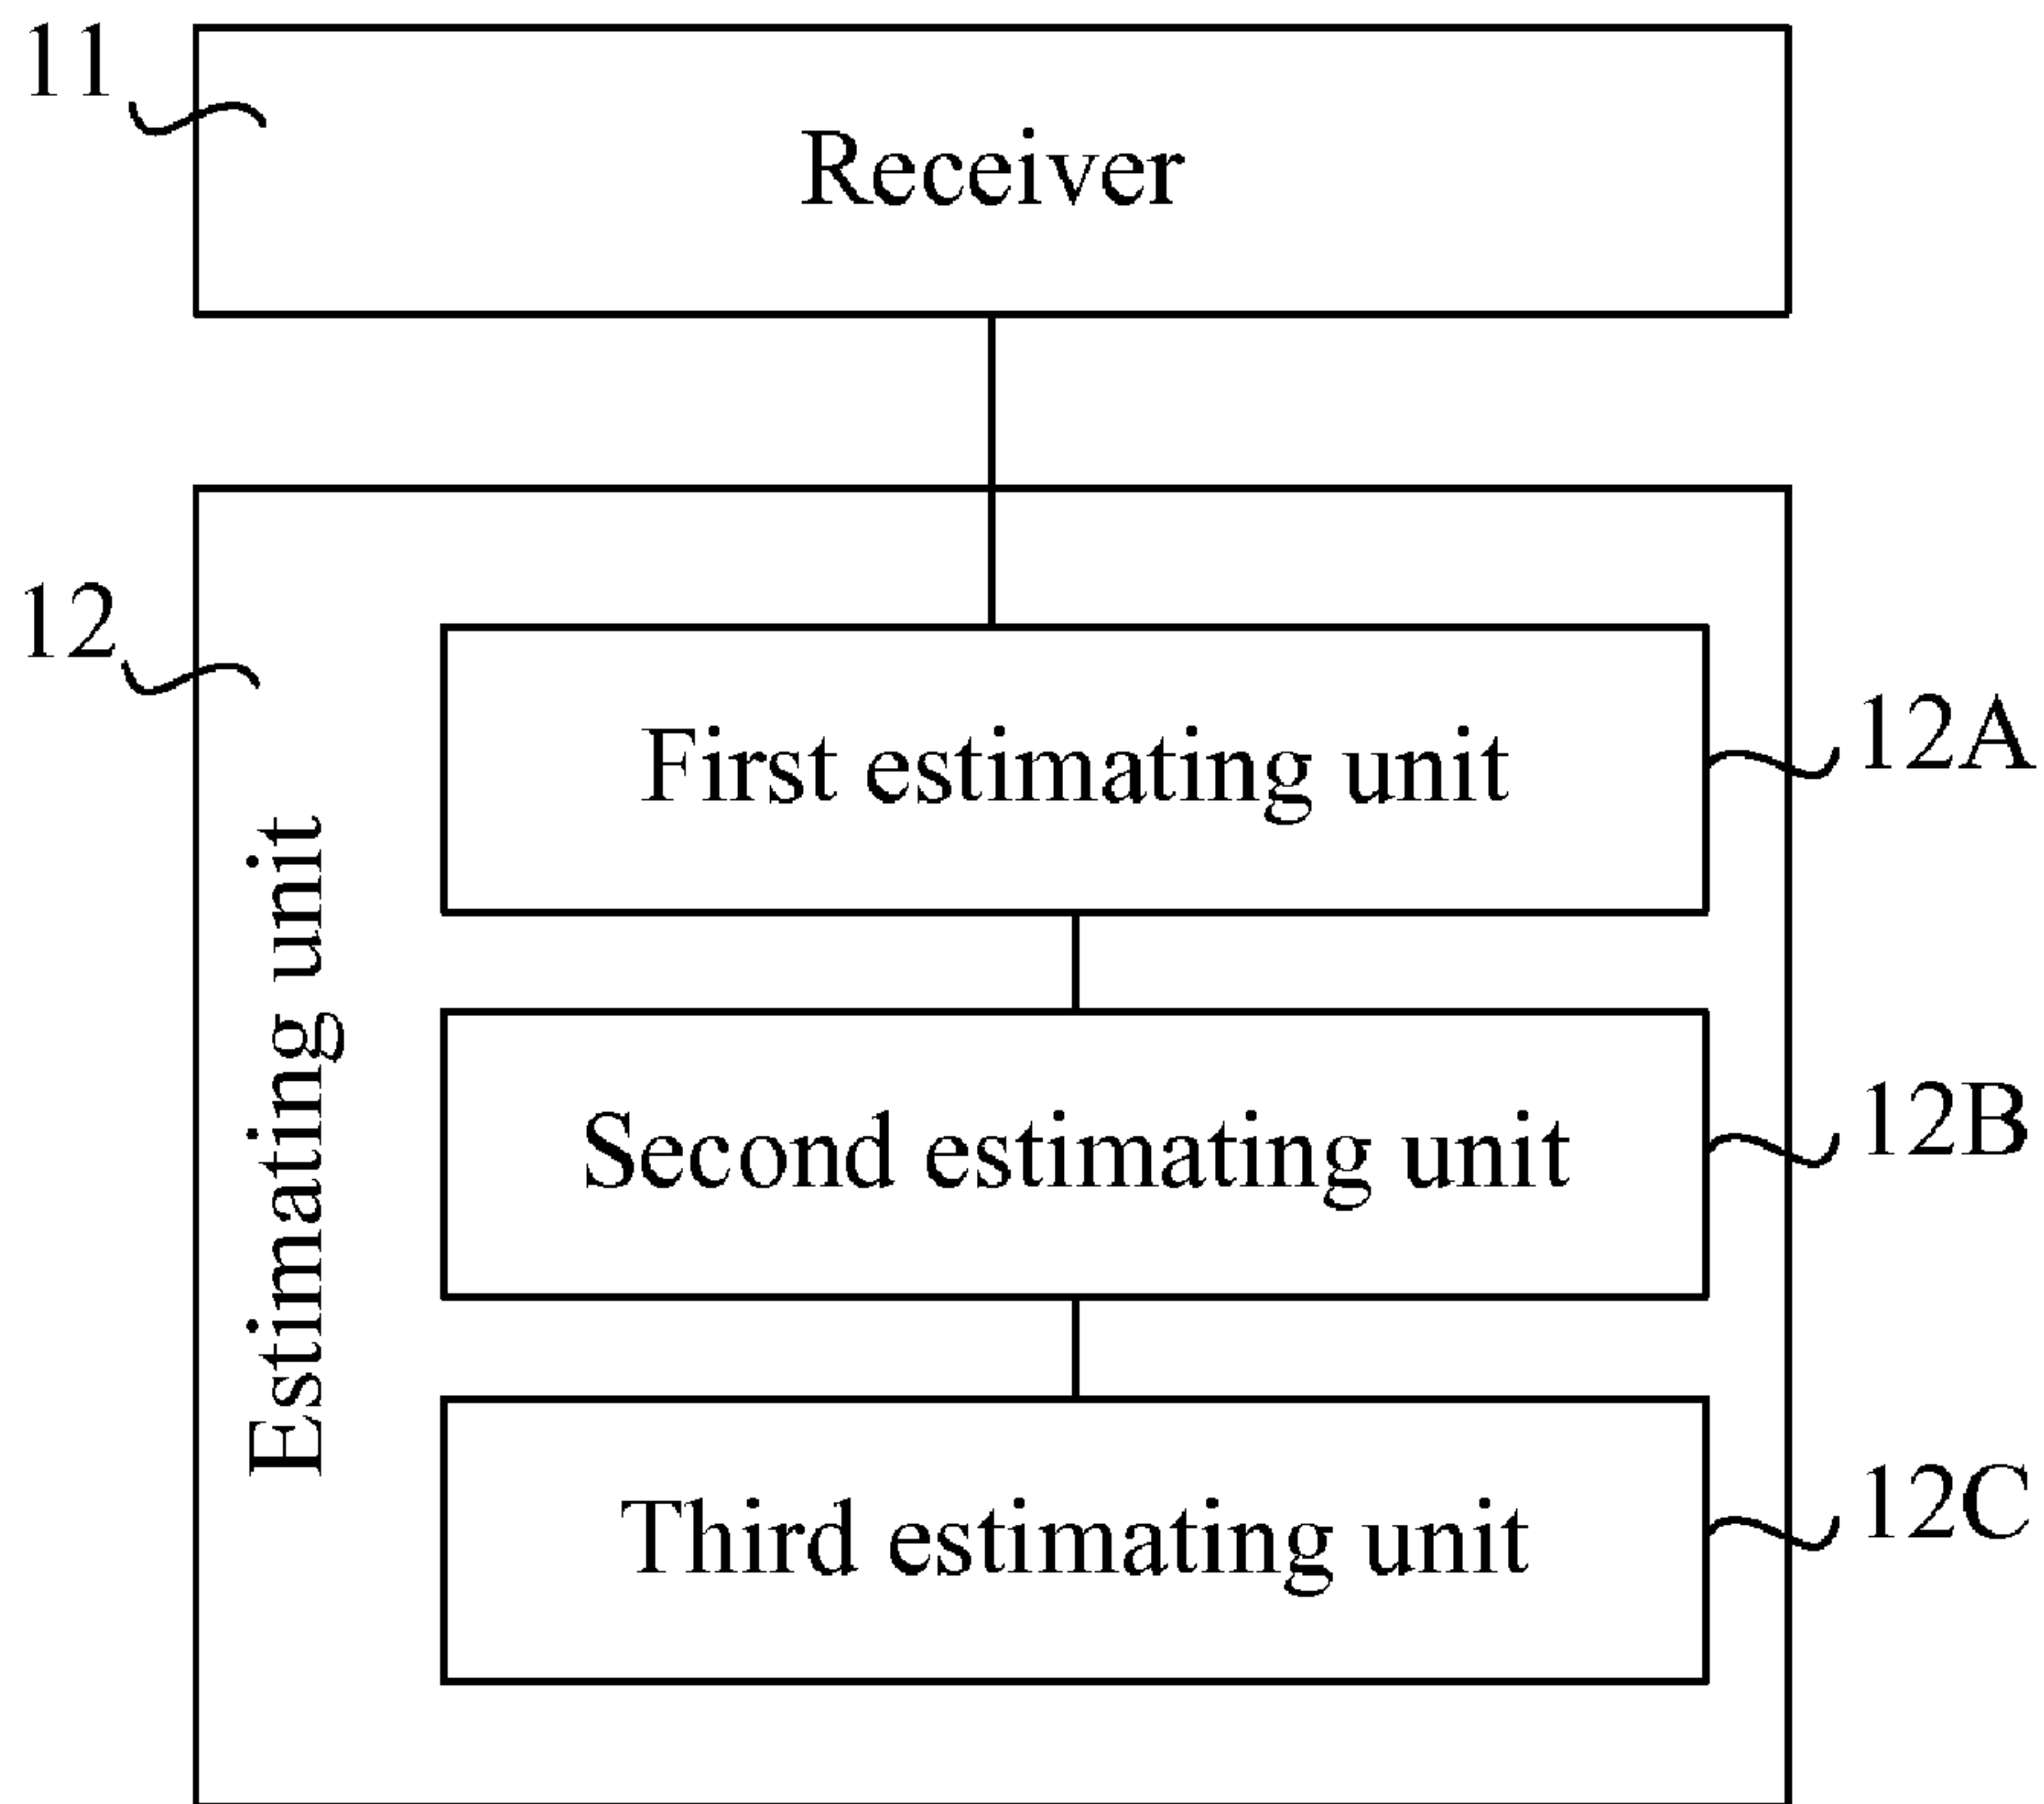 11
Receiver
12
Estimating unit
First estimating unit
12A
Second estimating unit
12B
Third estimating unit
12C